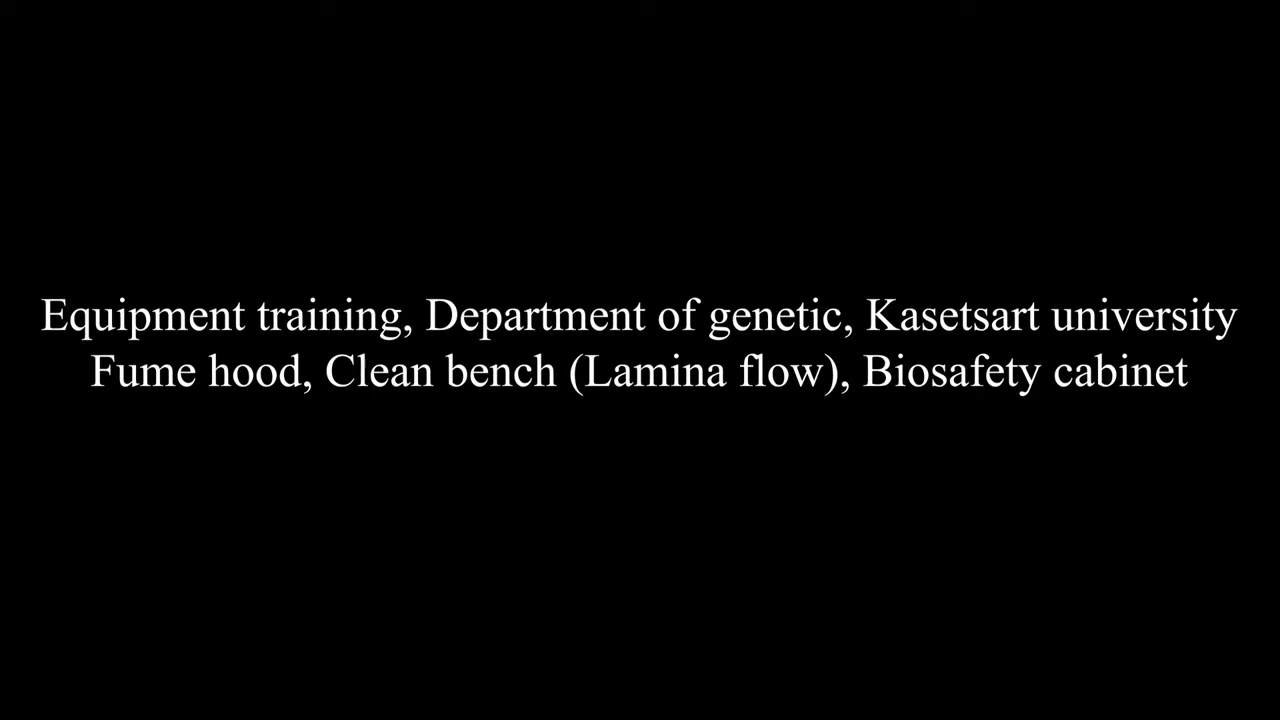 Equipment training, Department of genetic, Kasetsart university
Fume hood, Clean bench (Lamina flow), Biosafety cabinet